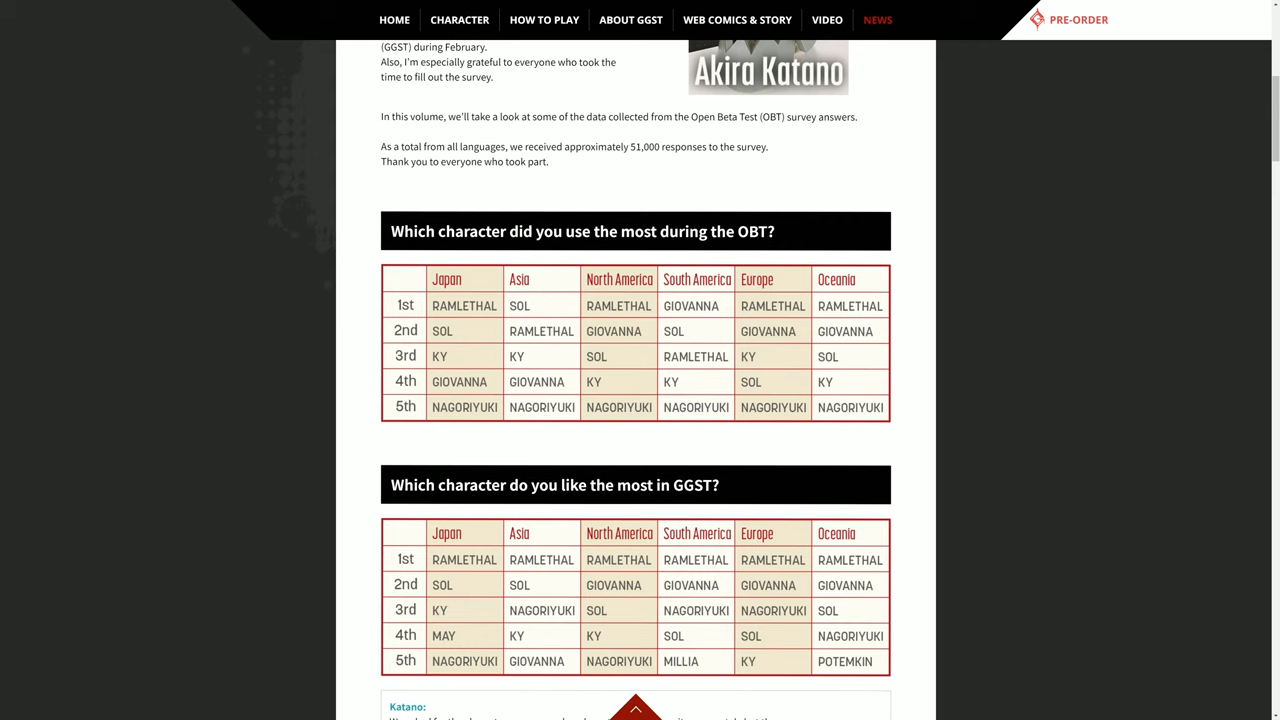 HOME CHARACTER HOW TO PLAY ABOUT GGST WEB COMICS & STORY VIDEO NEWS PRE-ORDER
(GGST) during February.
Also, I'm especially grateful to everyone who took the
time to fill out the survey.
Akira Katano
In this volume, we'll take a look at some of the data collected from the Open Beta Test (OBT) survey answers.
As a total from all languages, we received approximately 51,000 responses to the survey.
Thank you to everyone who took part.
Which character did you use the most during the OBT?
Japan Asia North America South America Europe Oceania
1st RAMLETHAL SOL RAMLETHAL GIOVANNA RAMLETHAL RAMLETHAL
2nd SOL RAMLETHAL GIOVANNA SOL GIOVANNA GIOVANNA
3rd KY KY SOL RAMLETHAL KY SOL
4th GIOVANNA GIOVANNA KY KY SOL KY
5th NAGORIYUKI NAGORIYUKI NAGORIYUKI NAGORIYUKI NAGORIYUKI NAGORIYUKI
Which character do you like the most in GGST?
Japan Asia North America South America Europe Oceania
1st RAMLETHAL RAMLETHAL RAMLETHAL RAMLETHAL RAMLETHAL RAMLETHAL
2nd SOL SOL GIOVANNA GIOVANNA GIOVANNA GIOVANNA
3rd KY NAGORIYUKI SOL NAGORIYUKI NAGORIYUKI SOL
4th MAY KY KY SOL SOL NAGORIYUKI
5th NAGORIYUKI GIOVANNA NAGORIYUKI MILLIA KY POTEMKIN
Katano: